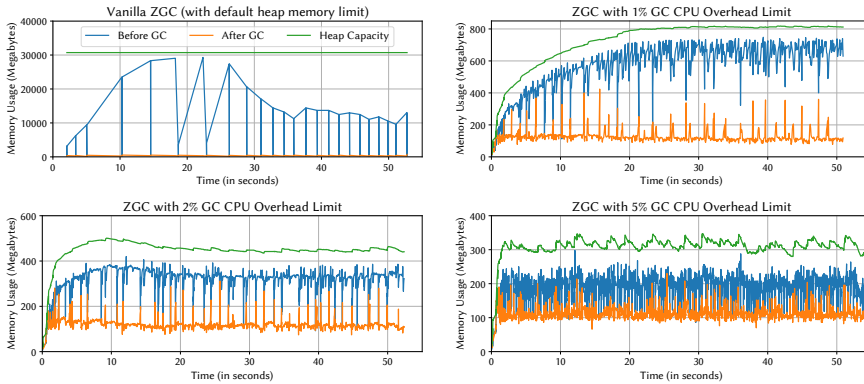 Vanilla ZGC (with default heap memory limit)
Memory Usage (Megabytes)
40000
30000
20000
10000
0
Before GC
After GC
Heap Capacity
0
10
20
30
40
50
Time (in seconds)
ZGC with 1% GC CPU Overhead Limit
Memory Usage (Megabytes)
800
600
400
200
0
0
10
20
30
40
50
Time (in seconds)
ZGC with 2% GC CPU Overhead Limit
Memory Usage (Megabytes)
600
400
200
0
0
10
20
30
40
50
Time (in seconds)
ZGC with 5% GC CPU Overhead Limit
Memory Usage (Megabytes)
400
300
200
100
0
0
10
20
30
40
50
Time (in seconds)